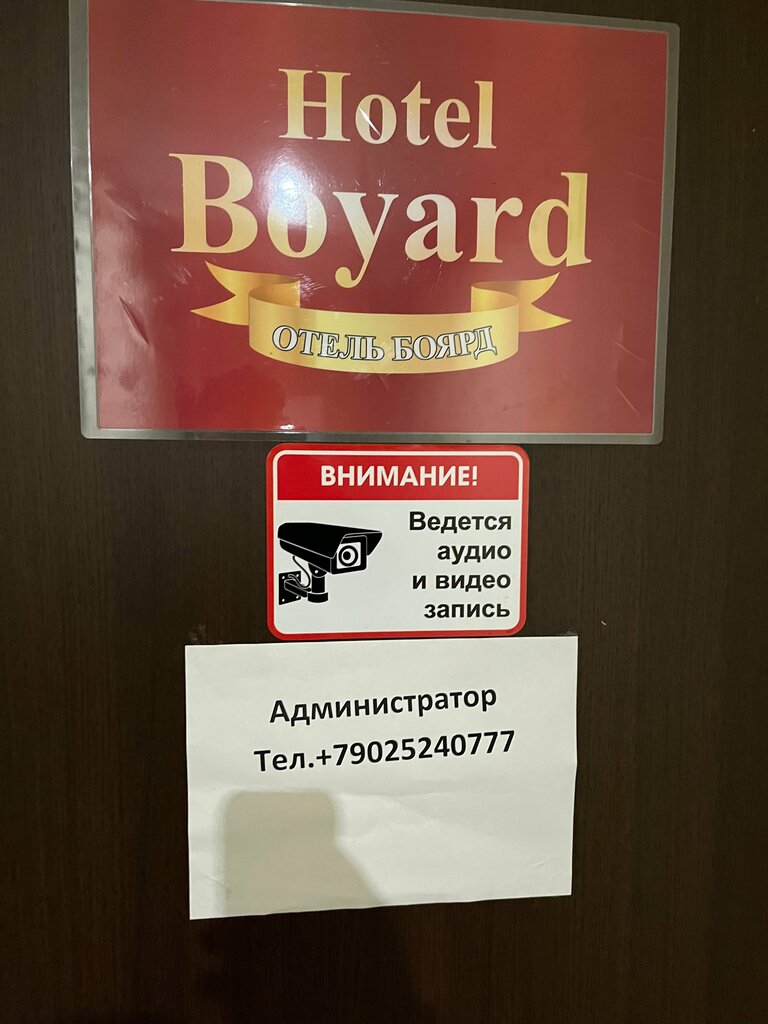 Hotel
Boyard
ОТЕЛЬ БОЯРД
ВНИМАНИЕ!
Ведется
аудио
и видео
запись
Администратор
Тел.+79025240777